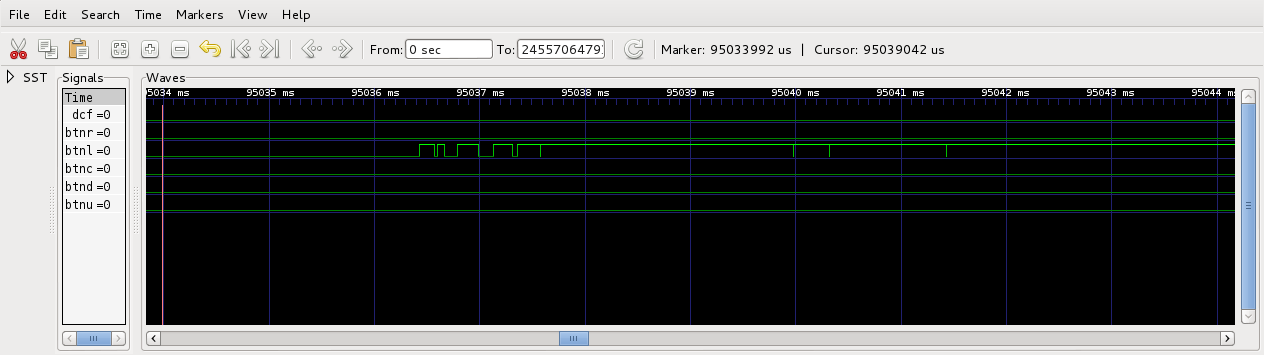 File Edit Search Time Markers View Help
From: 0 sec To: 2455706479 Marker: 95033992 us | Cursor: 95039042 us
SST Signals Waves
Time
5034 ms 95035 ms 95036 ms 95037 ms 95038 ms 95039 ms 95040 ms 95041 ms 95042 ms 95043 ms 95044 ms
dcf =0
btnr =0
btnl =0
btnc =0
btnd =0
btnu =0